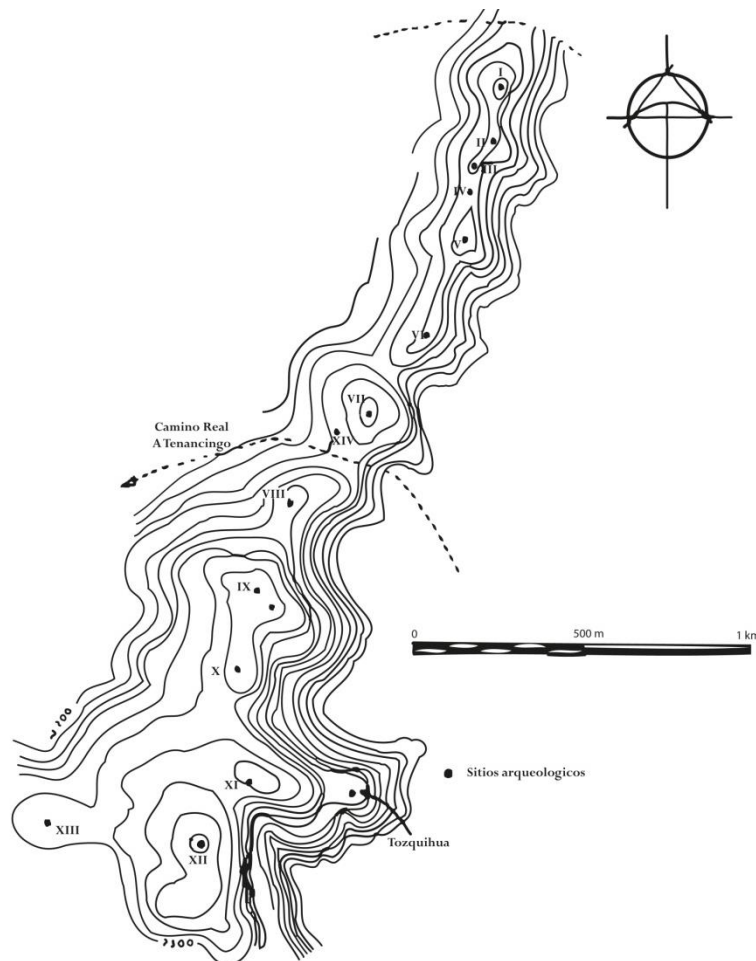 I
II
III
IV
V
VI
VII
Camino Real
A Tenancingo
XIV
VIII
IX
0 500 m 1 km
X
XI
Sitios arqueologicos
XIII
XII
Tozquihua